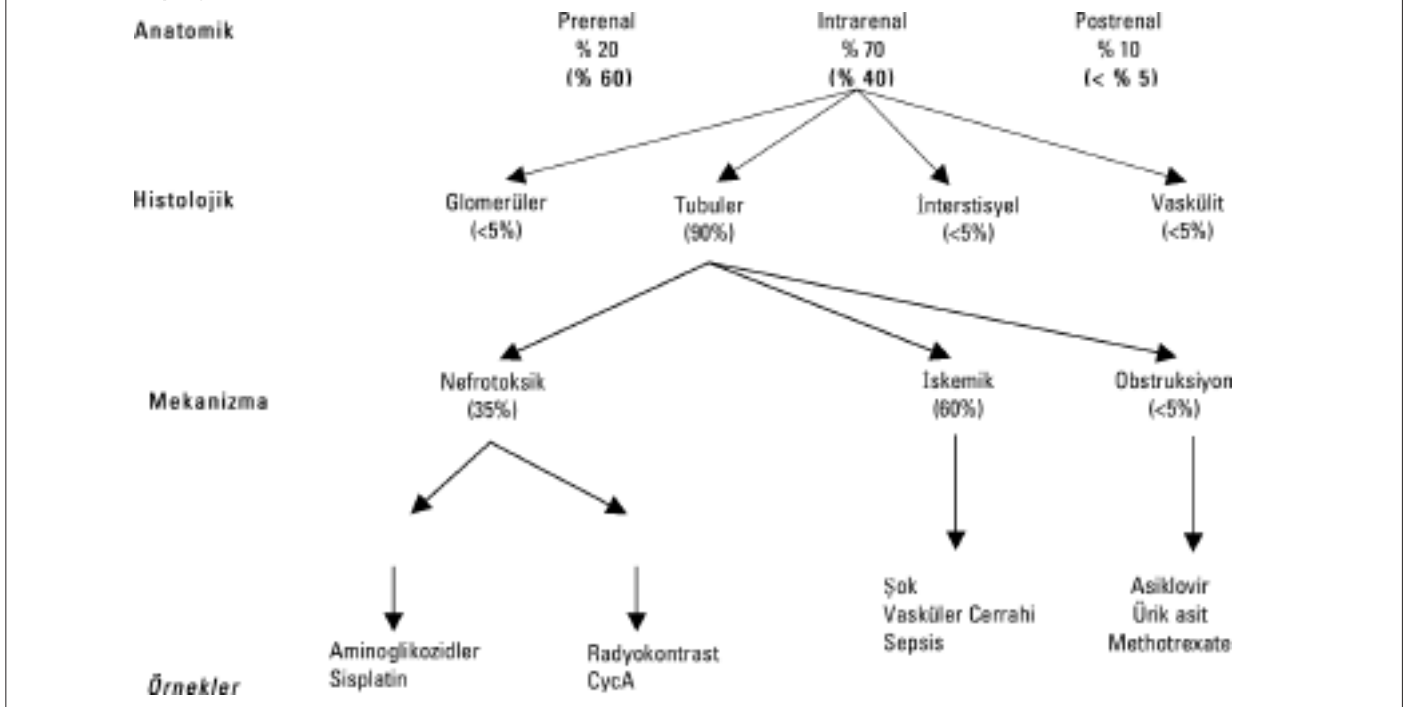 Anatomik
Prerenal
% 20
(% 60)
Intrarenal
% 70
(% 40)
Postrenal
% 10
(< % 5)
Histolojik
Glomerüler
(<5%)
Tubuler
(90%)
İnterstisyel
(<5%)
Vaskülit
(<5%)
Mekanizma
Nefrotoksik
(35%)
İskemik
(60%)
Obstruksiyon
(<5%)
Örnekler
Aminoglikozidler
Sisplatin
Radyokontrast
CycA
Şok
Vasküler Cerrahi
Sepsis
Asiklovir
Ürik asit
Methotrexate